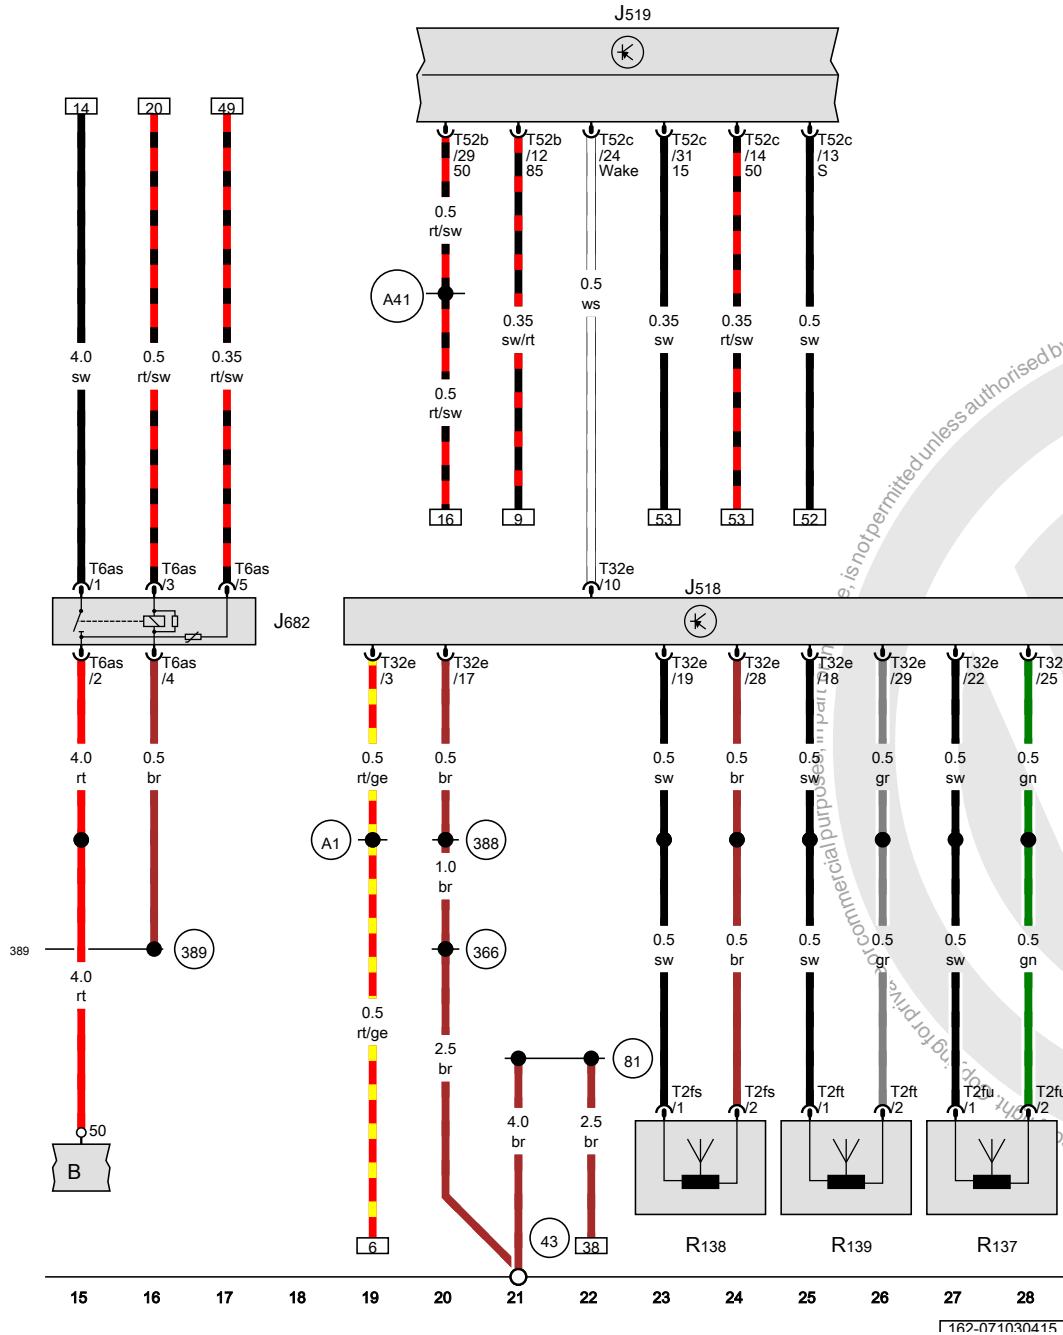 J519
14
20
49
T52b
/29
50
T52b
/12
85
T52c
/24
Wake
T52c
/31
15
T52c
/14
50
T52c
/13
S
0.5
rt/sw
A41
0.5
ws
4.0
sw
0.5
rt/sw
0.35
rt/sw
0.35
sw/rt
0.35
sw
0.35
rt/sw
0.5
sw
0.5
rt/sw
16
9
53
53
52
T6as
/1
T6as
/3
T6as
/5
T32e
/10
J518
J682
T6as
/2
T6as
/4
T32e
/3
T32e
/17
T32e
/19
T32e
/28
T32e
/18
T32e
/29
T32e
/22
T32e
/25
4.0
rt
0.5
br
0.5
rt/ge
0.5
br
0.5
sw
0.5
br
0.5
sw
0.5
gr
0.5
sw
0.5
gn
A1
388
1.0
br
389
389
366
4.0
rt
0.5
sw
0.5
br
0.5
sw
0.5
gr
0.5
sw
0.5
gn
0.5
rt/ge
2.5
br
81
4.0
br
2.5
br
T2fs
/1
T2fs
/2
T2ft
/1
T2ft
/2
T2fu
/1
T2fu
/2
50
B
6
43
38
R138
R139
R137
15 16 17 18 19 20 21 22 23 24 25 26 27 28
162-071030415